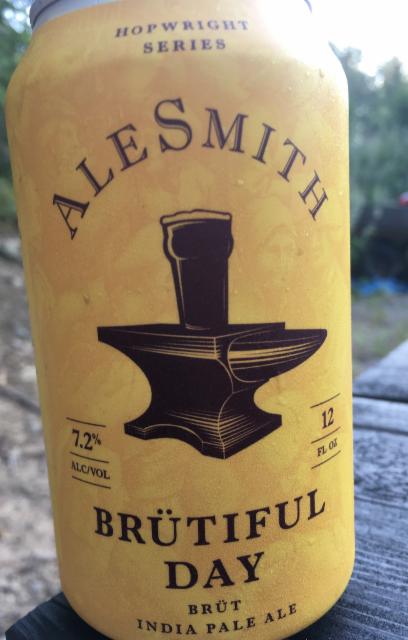 HOPWRIGHT
SERIES
ALESMITH
7.2%
ALC/VOL
12
FL OZ
BRÜTIFUL
DAY
BRÜT
INDIA PALE ALE